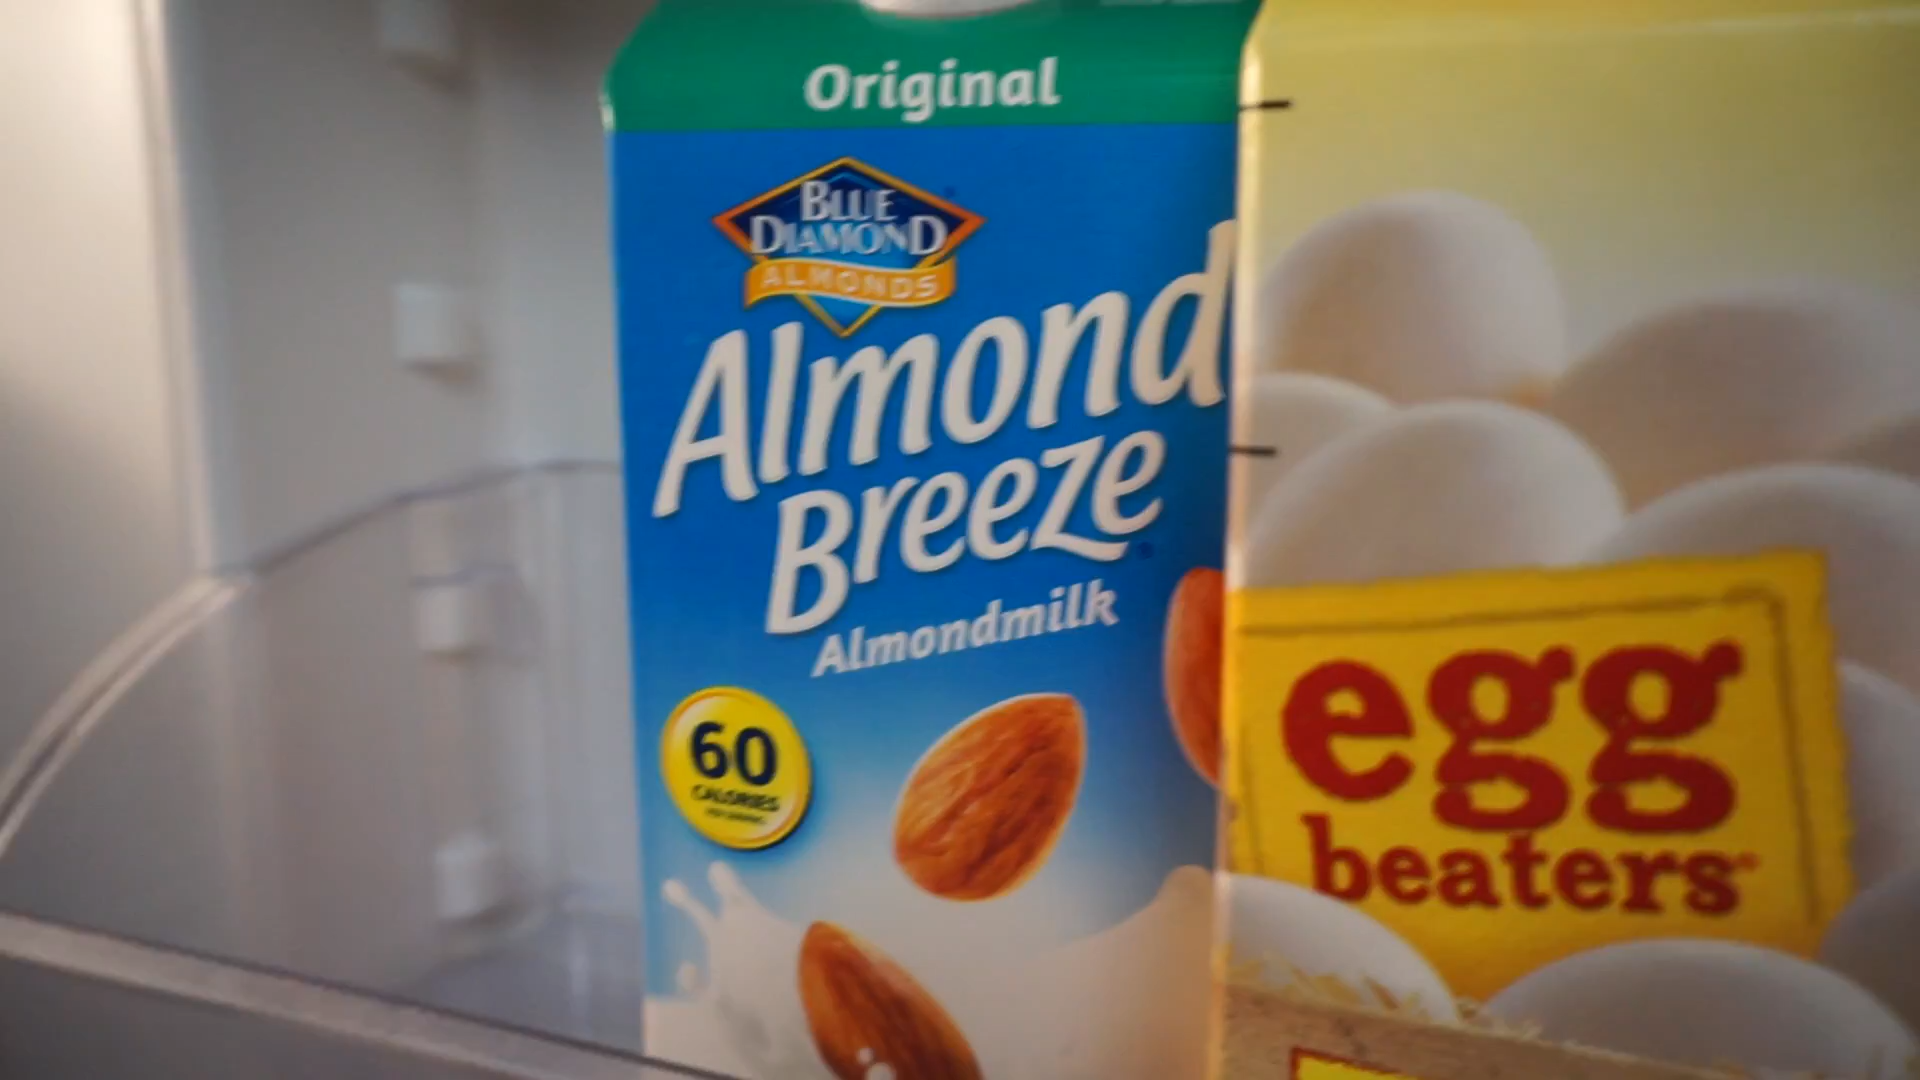 Original
BLUE
DIAMOND
ALMONDS
Almond
Breeze
Almondmilk
60
CALORIES
egg
beaters